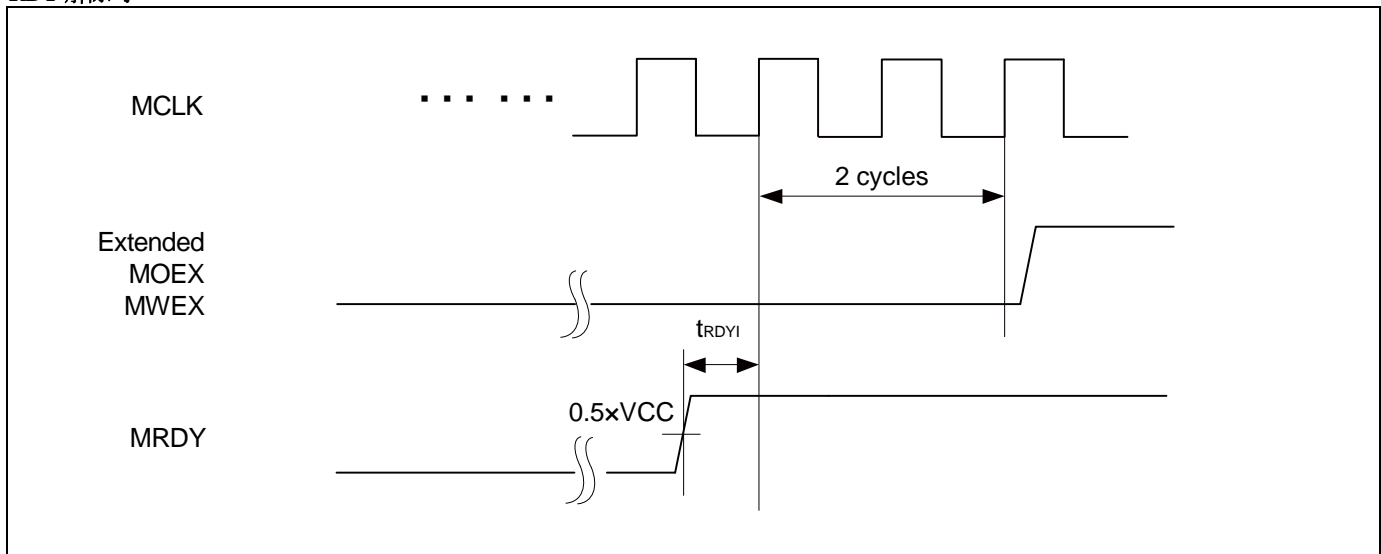 MCLK
... ...
2 cycles
Extended
MOEX
MWEX
tRDYI
0.5×VCC
MRDY